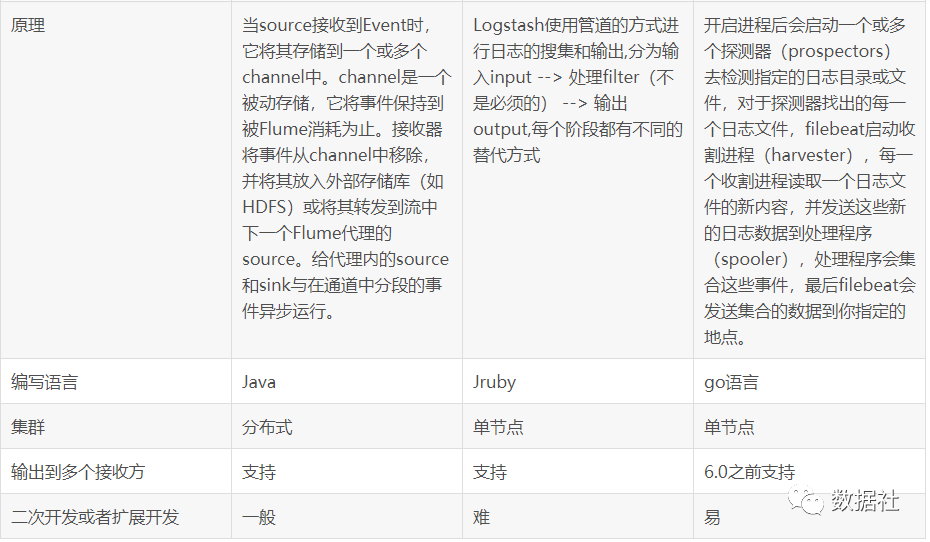 原理
当source接收到Event时，
它将其存储到一个或多个
channel中。channel是一个
被动存储，它将事件保持到
被Flume消耗为止。接收器
将事件从channel中移除，
并将其放入外部存储库（如
HDFS）或将其转发到流中
下一个Flume代理的
source。给代理内的source
和sink与在通道中分段的事
件异步运行。
Logstash使用管道的方式进
行日志的搜集和输出,分为输
入input --> 处理filter（不
是必须的） --> 输出
output,每个阶段都有不同的
替代方式
开启进程后会启动一个或多
个探测器（prospectors）
去检测指定的日志目录或文
件，对于探测器找出的每一
个日志文件，filebeat启动收
割进程（harvester），每一
个收割进程读取一个日志文
件的新内容，并发送这些新
的日志数据到处理程序
（spooler），处理程序会集
合这些事件，最后filebeat会
发送集合的数据到你指定的
地点。
编写语言
Java
Jruby
go语言
集群
分布式
单节点
单节点
输出到多个接收方
支持
支持
6.0之前支持
二次开发或者扩展开发
一般
难
易
数据社